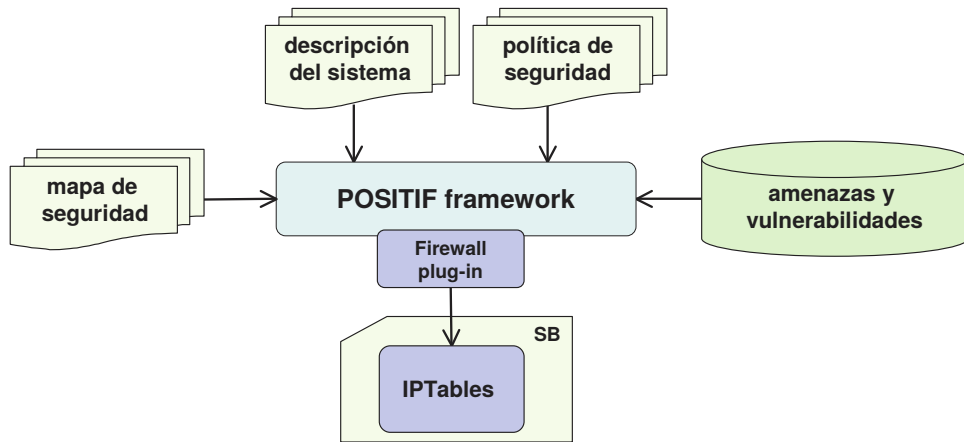 descripción
del sistema
política de
seguridad
mapa de
seguridad
POSITIF framework
amenazas y
vulnerabilidades
Firewall
plug-in
SB
IPTables